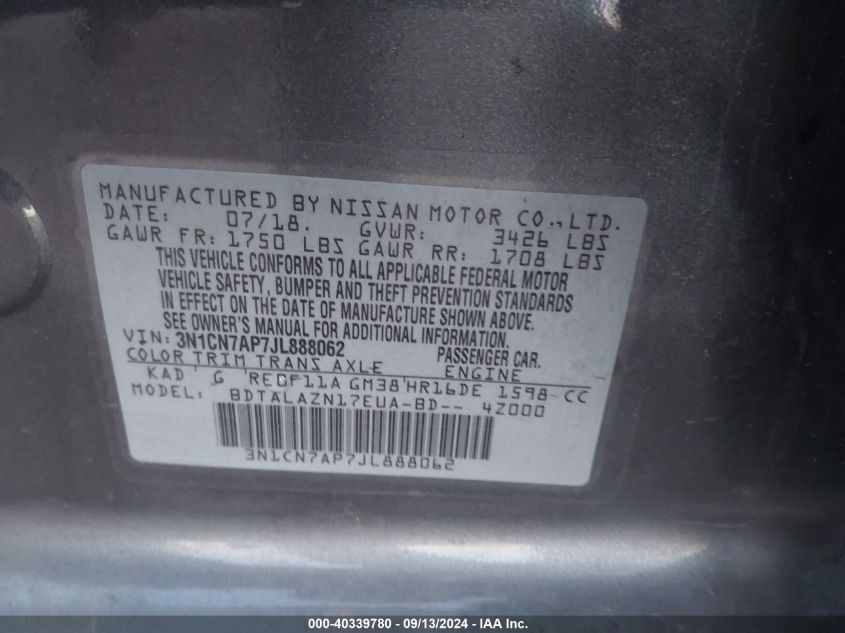 MANUFACTURED BY NISSAN MOTOR CO., LTD.
DATE: 07/18. GVWR: 3426 LBS
GAWR FR: 1750 LBS GAWR RR: 1708 LBS
THIS VEHICLE CONFORMS TO ALL APPLICABLE FEDERAL MOTOR
VEHICLE SAFETY, BUMPER AND THEFT PREVENTION STANDARDS
IN EFFECT ON THE DATE OF MANUFACTURE SHOWN ABOVE.
SEE OWNER'S MANUAL FOR ADDITIONAL INFORMATION.
VIN: 3N1CN7AP7JL888062 PASSENGER CAR.
COLOR TRIM TRANS AXLE ENGINE
KAD G RE0F11A GM38 HR16DE 1598 CC
MODEL: BDTALAZN17EUA-BD-- 4Z000
3N1CN7AP7JL888062
000-40339780 - 09/13/2024 - IAA Inc.